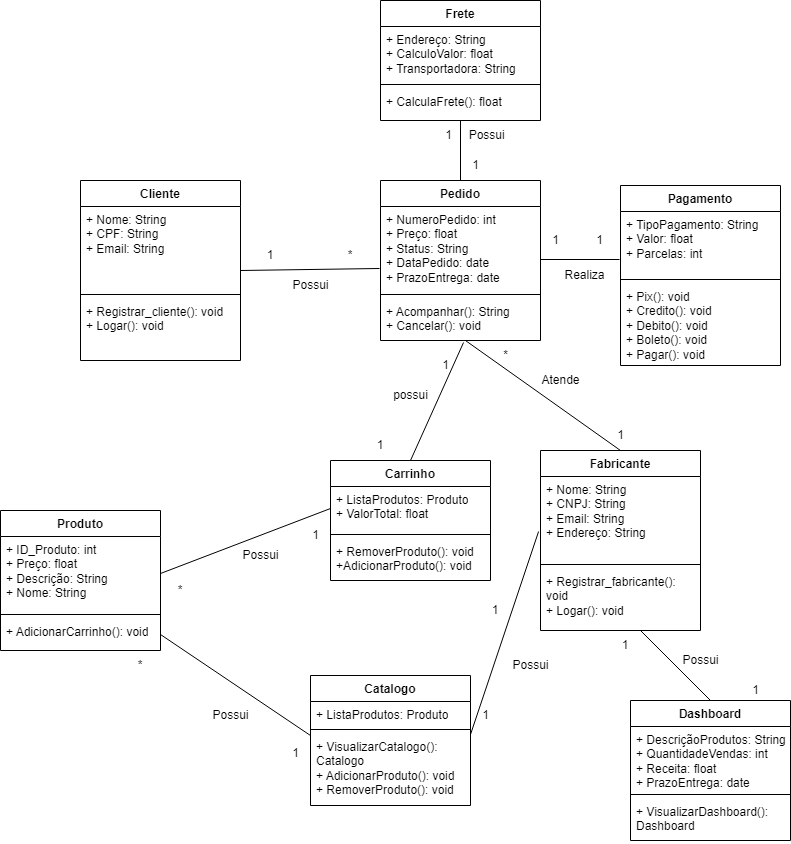 Frete
+ Endereço: String
+ CalculoValor: float
+ Transportadora: String
+ CalculaFrete(): float
1
Possui
1
Cliente
+ Nome: String
+ CPF: String
+ Email: String
+ Registrar_cliente(): void
+ Logar(): void
1
*
Possui
Pedido
+ NumeroPedido: int
+ Preço: float
+ Status: String
+ DataPedido: date
+ PrazoEntrega: date
+ Acompanhar(): String
+ Cancelar(): void
1
1
Realiza
Pagamento
+ TipoPagamento: String
+ Valor: float
+ Parcelas: int
+ Pix(): void
+ Credito(): void
+ Debito(): void
+ Boleto(): void
+ Pagar(): void
1
possui
1
*
Atende
1
Carrinho
+ ListaProdutos: Produto
+ ValorTotal: float
+ RemoverProduto(): void
+AdicionarProduto(): void
Fabricante
+ Nome: String
+ CNPJ: String
+ Email: String
+ Endereço: String
+ Registrar_fabricante():
void
+ Logar(): void
Produto
+ ID_Produto: int
+ Preço: float
+ Descrição: String
+ Nome: String
+ AdicionarCarrinho(): void
1
Possui
*
*
Possui
1
1
Possui
1
1
Possui
1
Catalogo
+ ListaProdutos: Produto
+ VisualizarCatalogo():
Catalogo
+ AdicionarProduto(): void
+ RemoverProduto(): void
Dashboard
+ DescriçãoProdutos: String
+ QuantidadeVendas: int
+ Receita: float
+ PrazoEntrega: date
+ VisualizarDashboard():
Dashboard